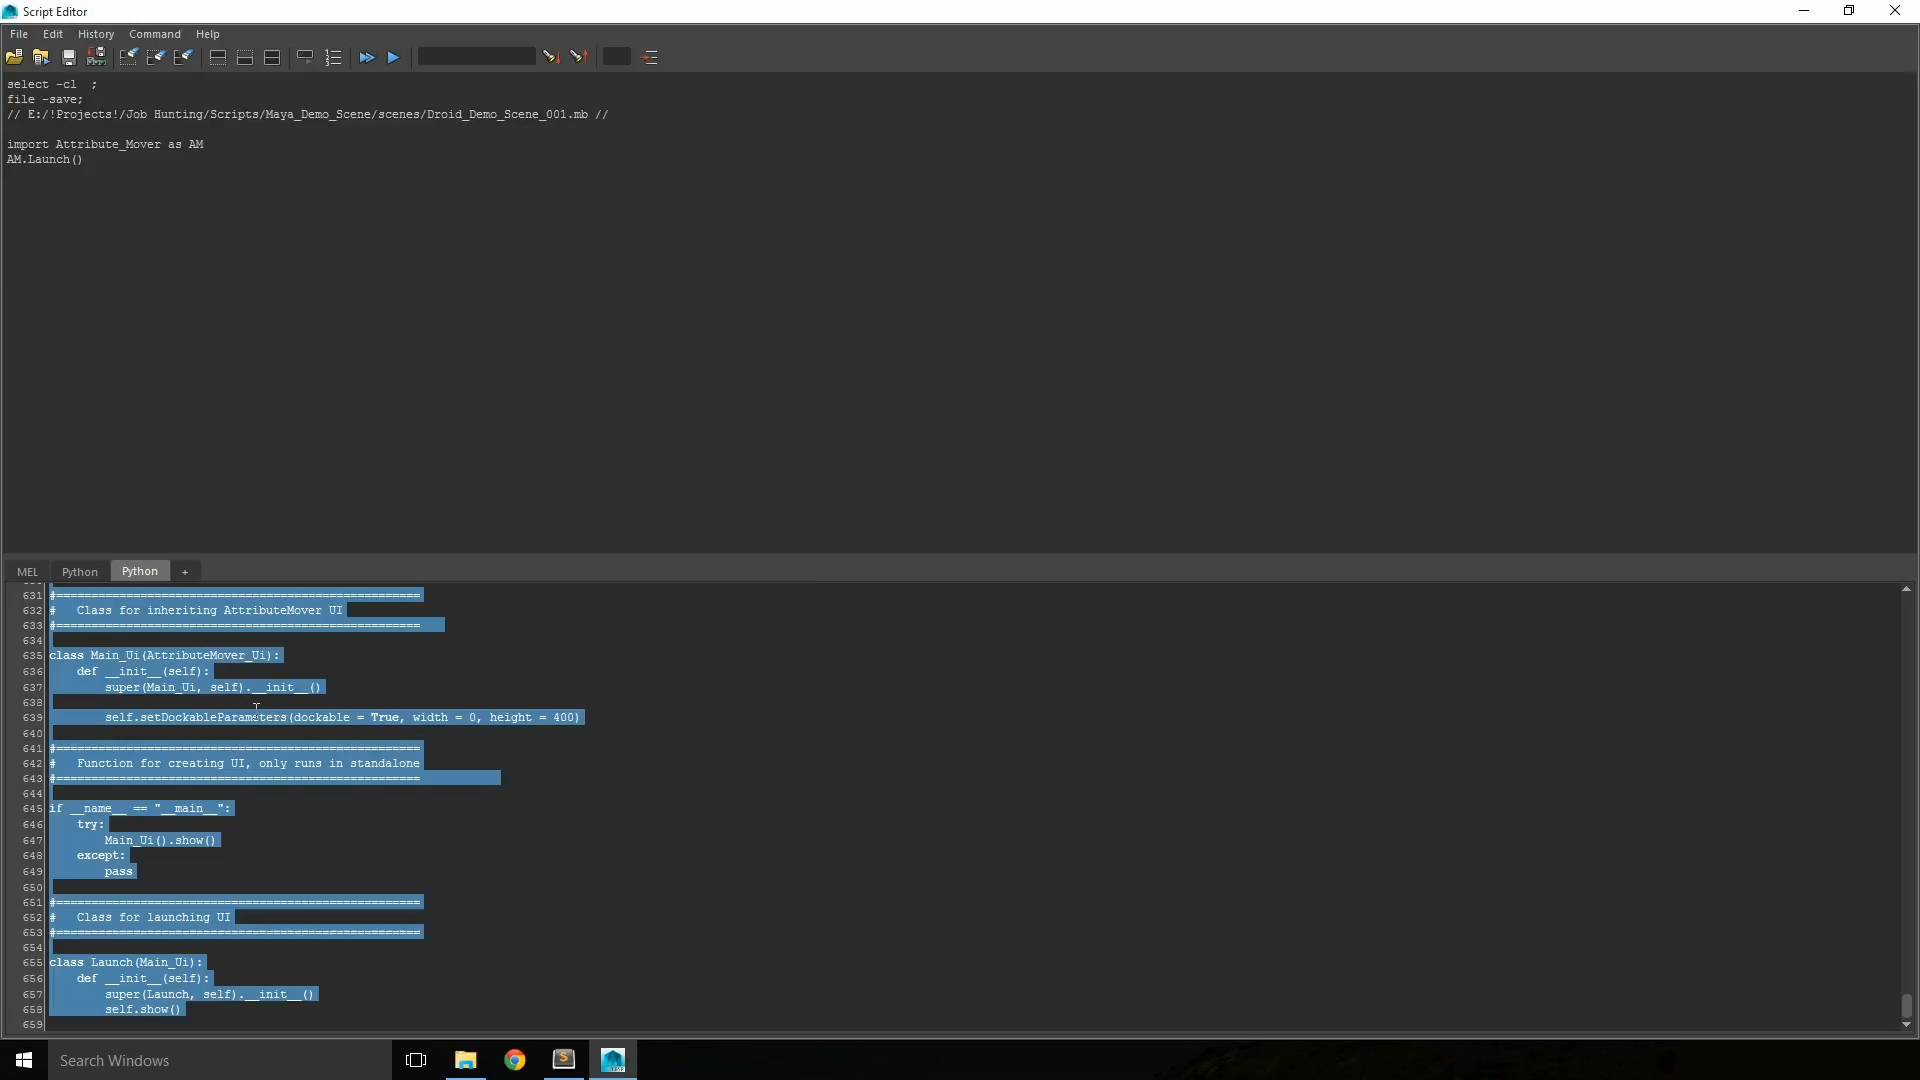 Script Editor
File Edit History Command Help
select -cl  ;
file -save;
// E:/!Projects!/Job Hunting/Scripts/Maya_Demo_Scene/scenes/Droid_Demo_Scene_001.mb //
import Attribute_Mover as AM
AM.Launch()
MEL Python Python +
631 #====================================================
632 #   Class for inheriting AttributeMover UI
633 #====================================================
634
635 class Main_Ui(AttributeMover_Ui):
636     def __init__(self):
637         super(Main_Ui, self).__init__()
638
639         self.setDockableParameters(dockable = True, width = 0, height = 400)
640
641 #====================================================
642 #   Function for creating UI, only runs in standalone
643 #====================================================
644
645 if __name__ == "__main__":
646     try:
647         Main_Ui().show()
648     except:
649         pass
650
651 #====================================================
652 #   Class for launching UI
653 #====================================================
654
655 class Launch(Main_Ui):
656     def __init__(self):
657         super(Launch, self).__init__()
658         self.show()
659
Search Windows